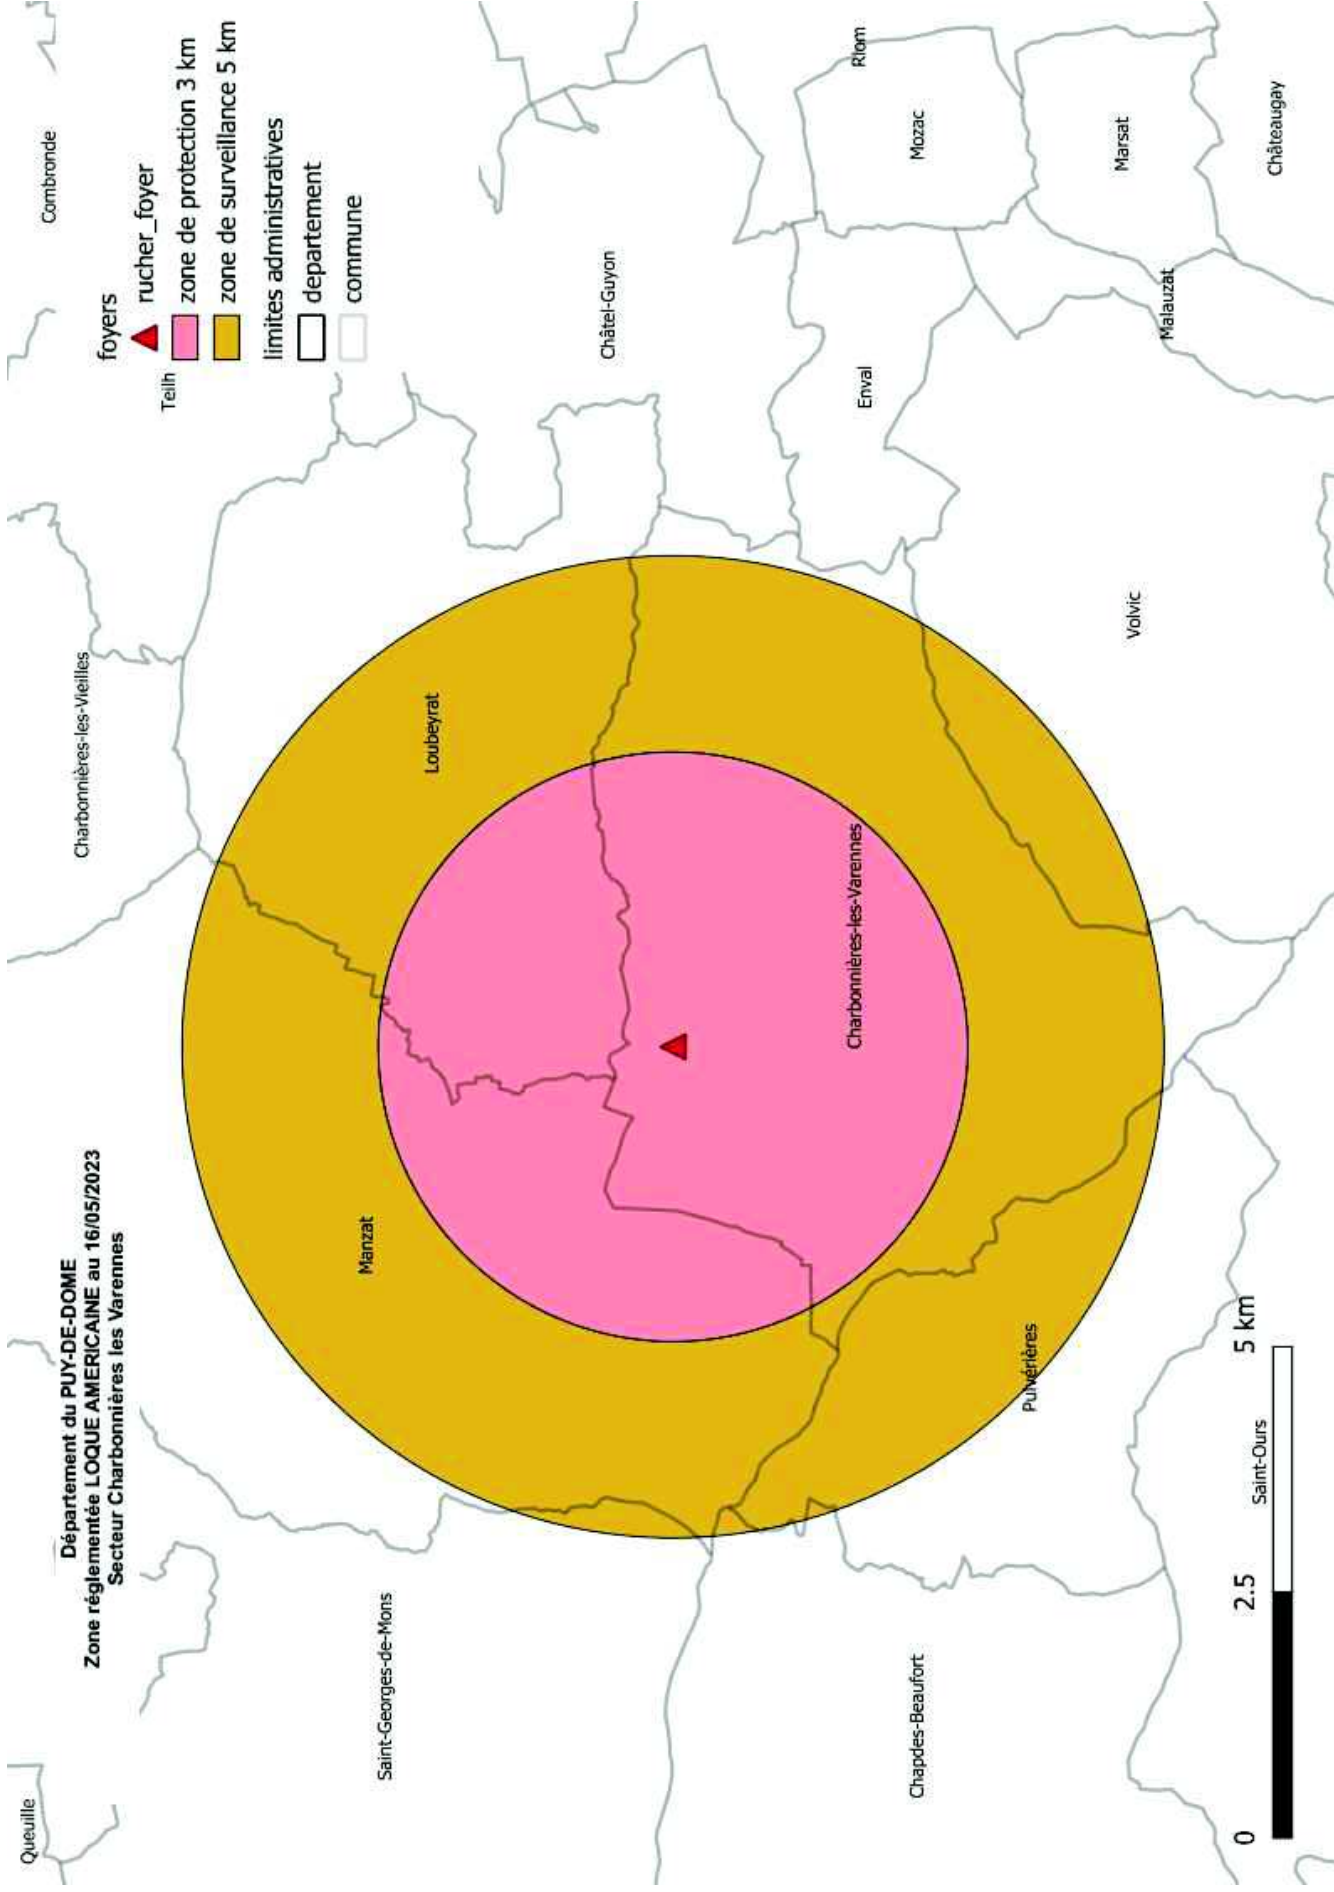 Département du PUY-DE-DOME
Zone réglementée LOQUE AMERICAINE au 16/05/2023
Secteur Charbonnières les Varennes
foyers
rucher_foyer
zone de protection 3 km
zone de surveillance 5 km
limites administratives
departement
commune
Queuille
Combronde
Teilh
Charbonnières-les-Vieilles
Saint-Georges-de-Mons
Manzat
Loubeyrat
Châtel-Guyon
Riom
Mozac
Enval
Charbonnières-les-Varennes
Chapdes-Beaufort
Pulvérières
Volvic
Malauzat
Marsat
Châteaugay
Saint-Ours
0 2.5 5 km